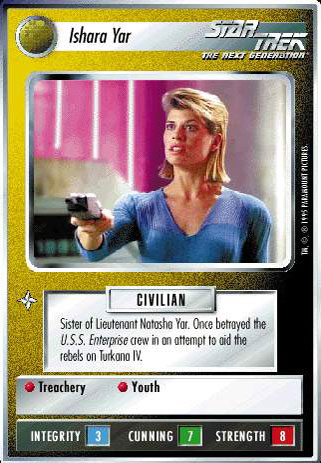 Ishara Yar
STAR TREK
THE NEXT GENERATION®
TM, ®, © 1995 PARAMOUNT PICTURES.
CIVILIAN
Sister of Lieutenant Natasha Yar. Once betrayed the
U.S.S. Enterprise crew in an attempt to aid the
rebels on Turkana IV.
Treachery Youth
INTEGRITY 3 CUNNING 7 STRENGTH 8